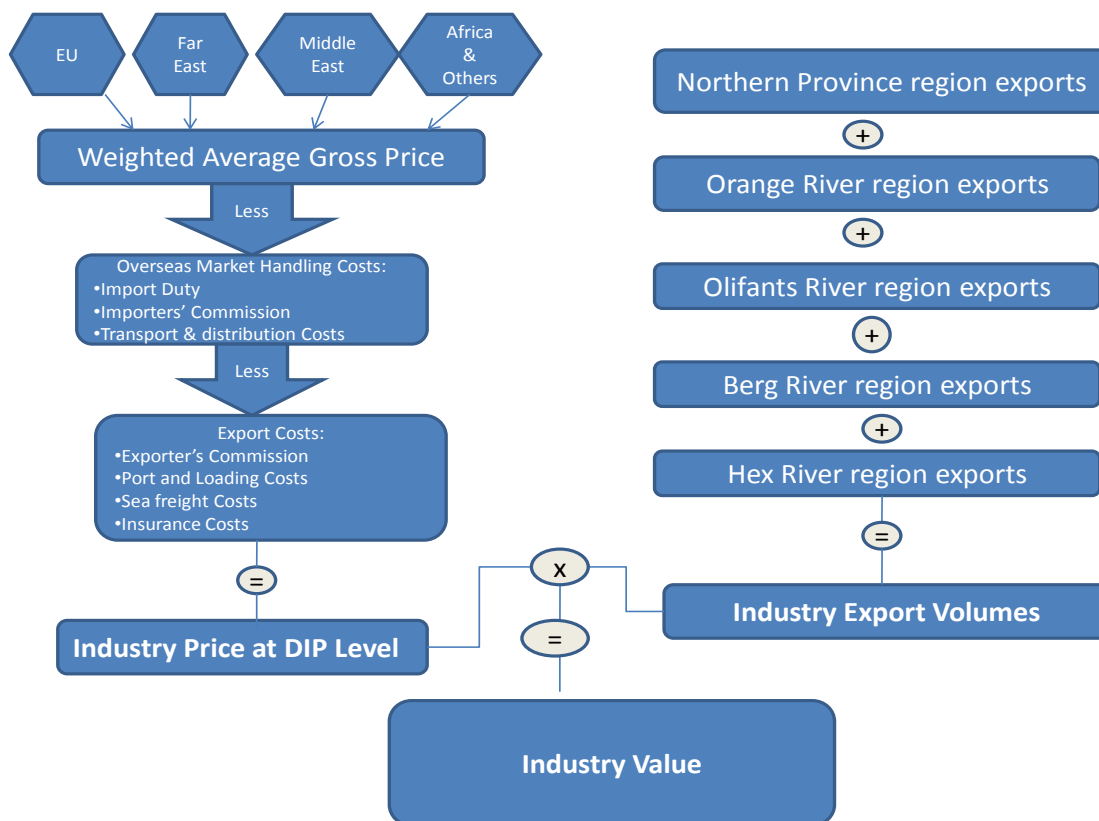 EU
Far
East
Middle
East
Africa
&
Others
Weighted Average Gross Price
Less
Overseas Market Handling Costs:
•Import Duty
•Importers’ Commission
•Transport & distribution Costs
Less
Export Costs:
•Exporter’s Commission
•Port and Loading Costs
•Sea freight Costs
•Insurance Costs
=
Industry Price at DIP Level
Northern Province region exports
+
Orange River region exports
+
Olifants River region exports
+
Berg River region exports
+
Hex River region exports
=
Industry Export Volumes
x
=
Industry Value